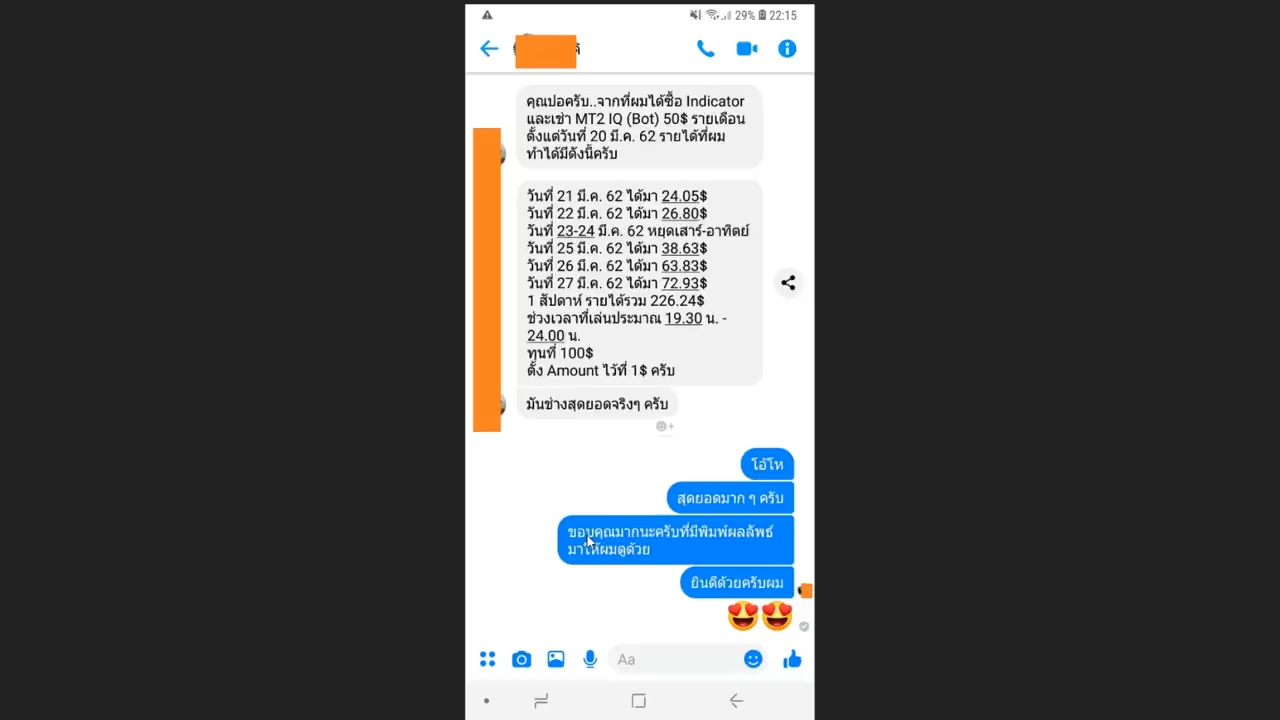 29% 22:15
คุณปอครับ..จากที่ผมได้ซื้อ Indicator
และเช่า MT2 IQ (Bot) 50$ รายเดือน
ตั้งแต่วันที่ 20 มี.ค. 62 รายได้ที่ผม
ทำได้มีดังนี้ครับ
วันที่ 21 มี.ค. 62 ได้มา 24.05$
วันที่ 22 มี.ค. 62 ได้มา 26.80$
วันที่ 23-24 มี.ค. 62 หยุดเสาร์-อาทิตย์
วันที่ 25 มี.ค. 62 ได้มา 38.63$
วันที่ 26 มี.ค. 62 ได้มา 63.83$
วันที่ 27 มี.ค. 62 ได้มา 72.93$
1 สัปดาห์ รายได้รวม 226.24$
ช่วงเวลาที่เล่นประมาณ 19.30 น. -
24.00 น.
ทุนที่ 100$
ตั้ง Amount ไว้ที่ 1$ ครับ
มันช่างสุดยอดจริงๆ ครับ
โอ้โห
สุดยอดมาก ๆ ครับ
ขอบคุณมากนะครับที่มีพิมพ์ผลลัพธ์
มาให้ผมดูด้วย
ยินดีด้วยครับผม
Aa